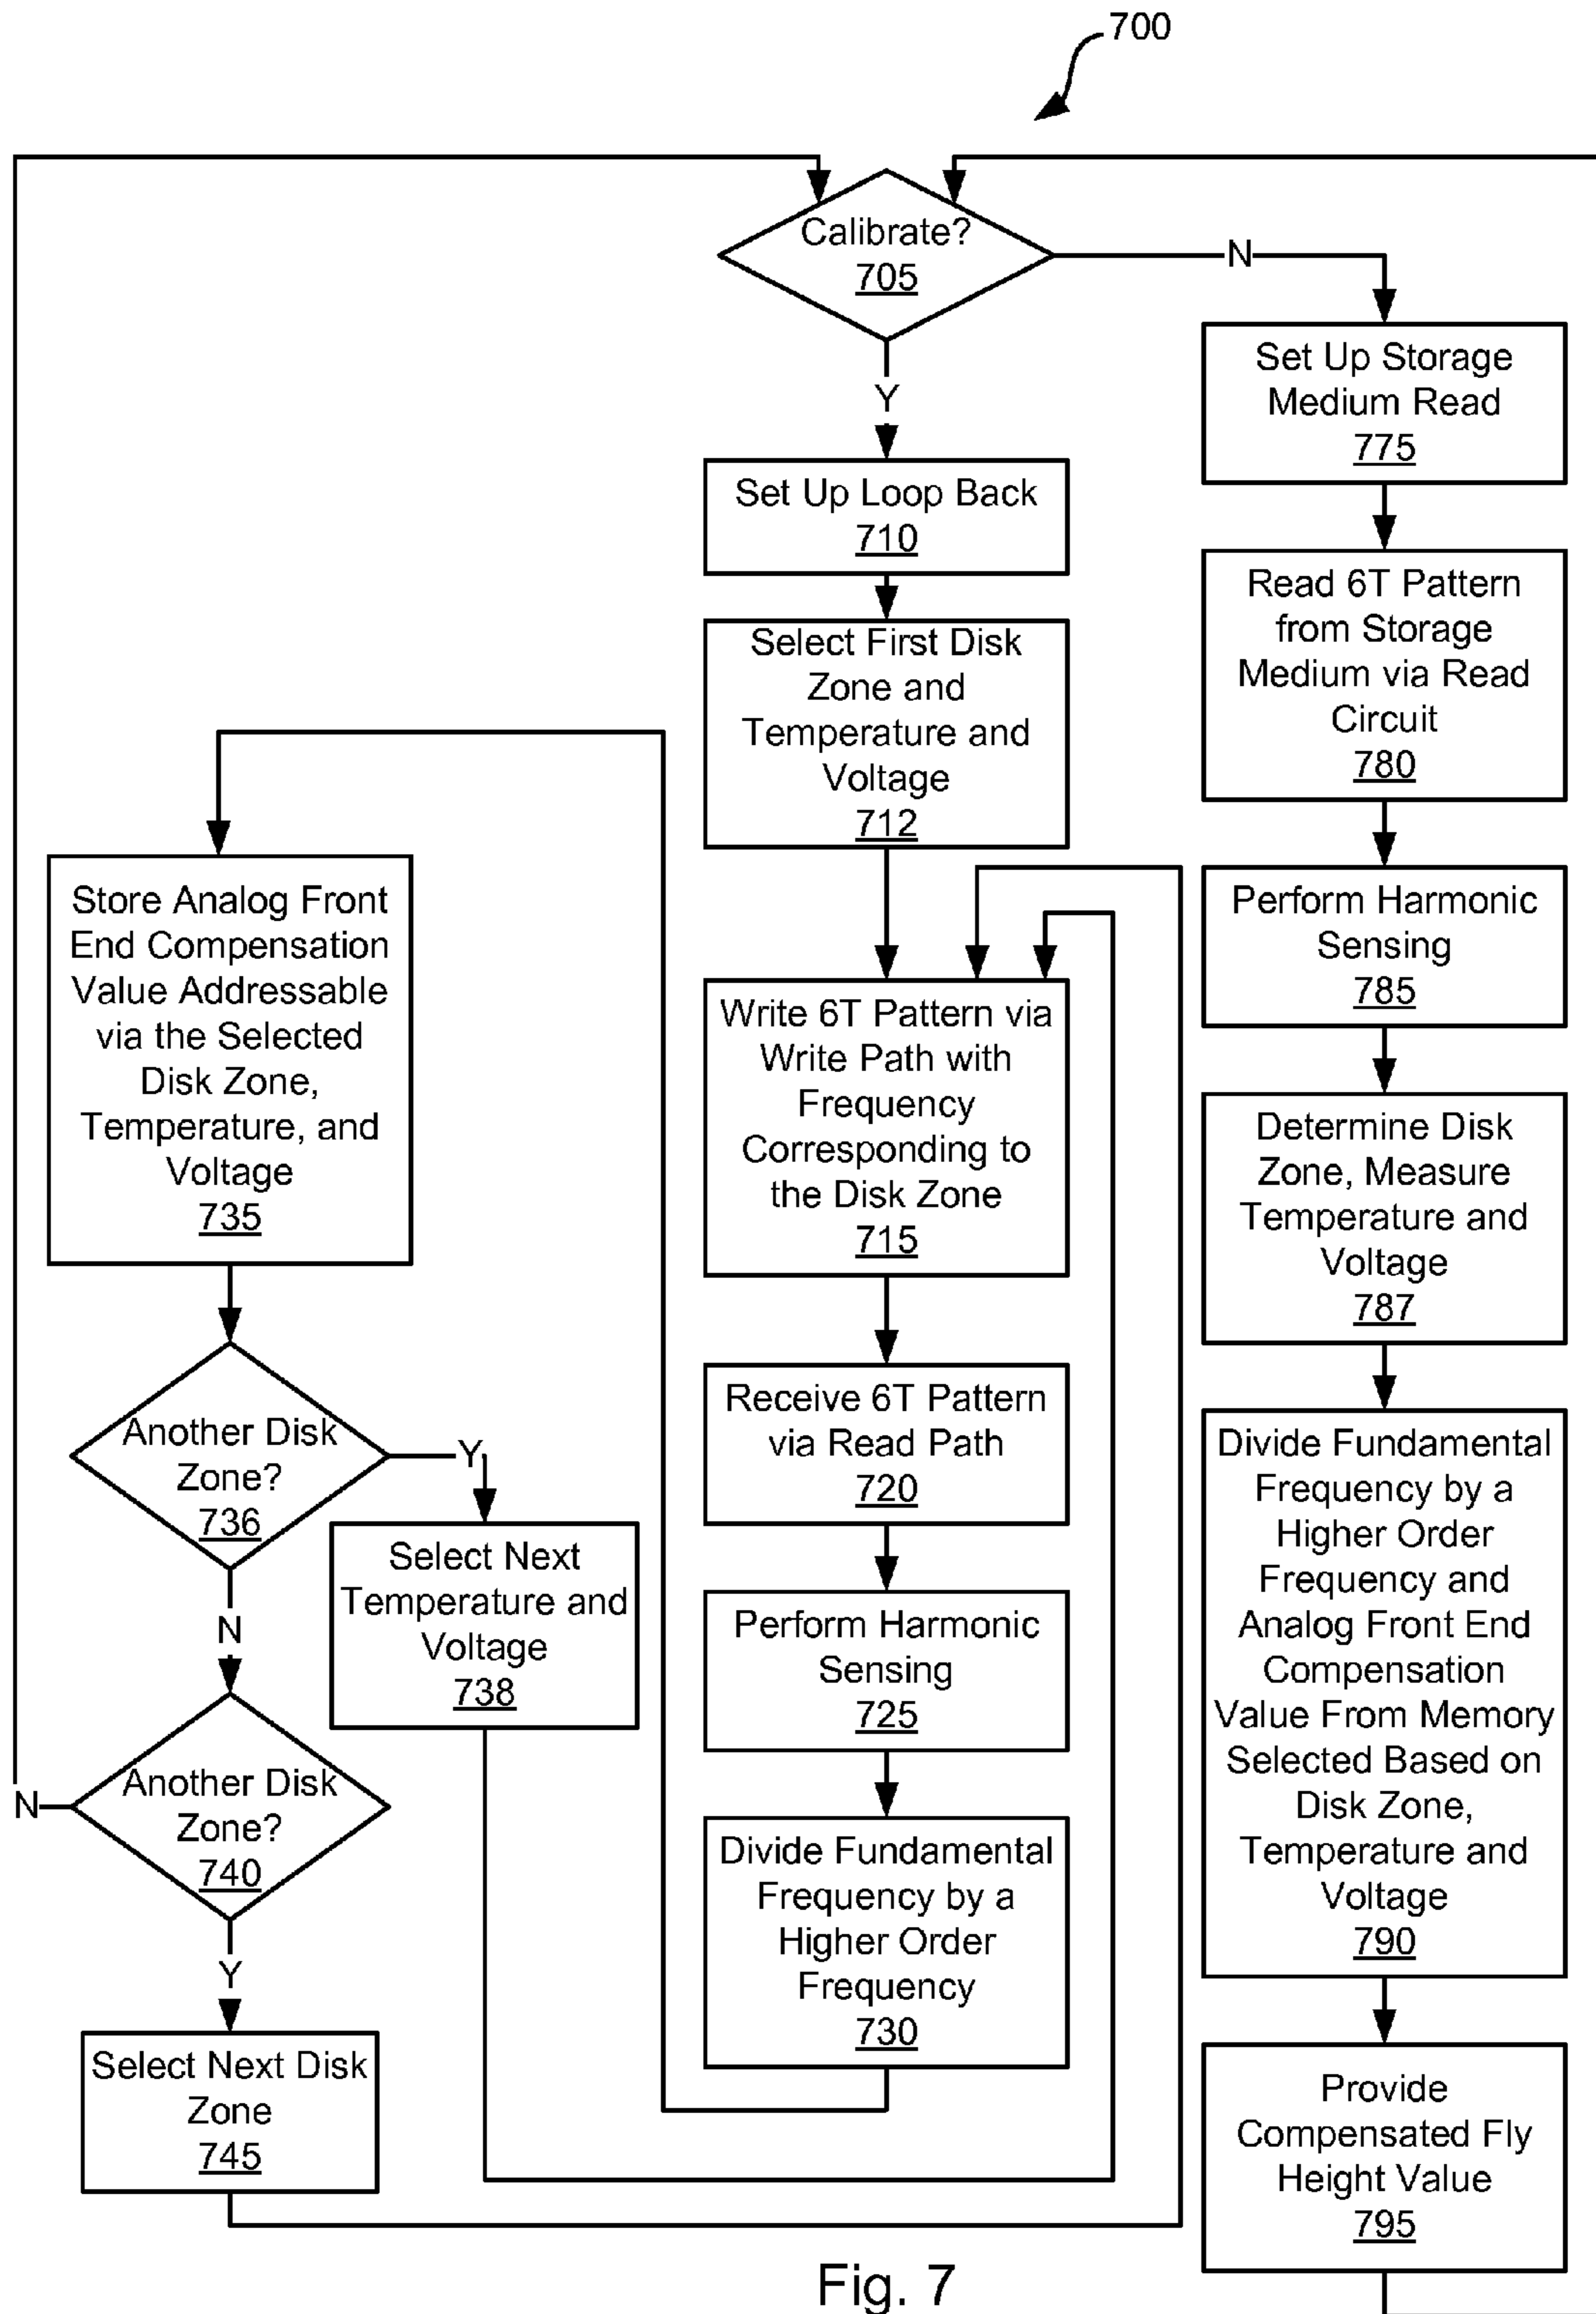 700
Calibrate?
705
N
Y
Set Up Storage
Medium Read
775
Set Up Loop Back
710
Read 6T Pattern
from Storage
Medium via Read
Circuit
780
Select First Disk
Zone and
Temperature and
Voltage
712
Store Analog Front
End Compensation
Value Addressable
via the Selected
Disk Zone,
Temperature, and
Voltage
735
Perform Harmonic
Sensing
785
Write 6T Pattern via
Write Path with
Frequency
Corresponding to
the Disk Zone
715
Determine Disk
Zone, Measure
Temperature and
Voltage
787
Another Disk
Zone?
736
Y
N
Receive 6T Pattern
via Read Path
720
Divide Fundamental
Frequency by a
Higher Order
Frequency and
Analog Front End
Compensation
Value From Memory
Selected Based on
Disk Zone,
Temperature and
Voltage
790
Select Next
Temperature and
Voltage
738
Perform Harmonic
Sensing
725
Another Disk
Zone?
740
N
Y
Divide Fundamental
Frequency by a
Higher Order
Frequency
730
Select Next Disk
Zone
745
Provide
Compensated Fly
Height Value
795
Fig. 7